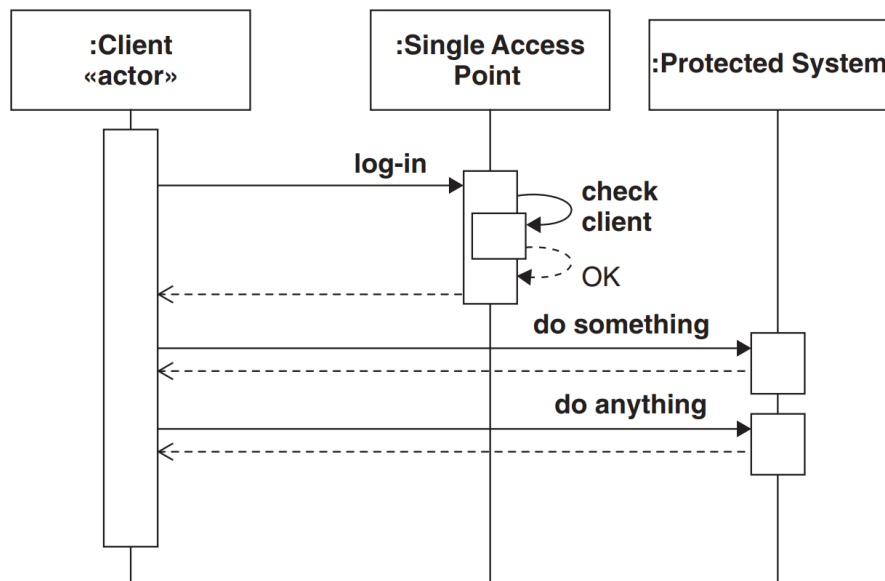 :Client
«actor»
:Single Access
Point
:Protected System
log-in
check
client
OK
do something
do anything